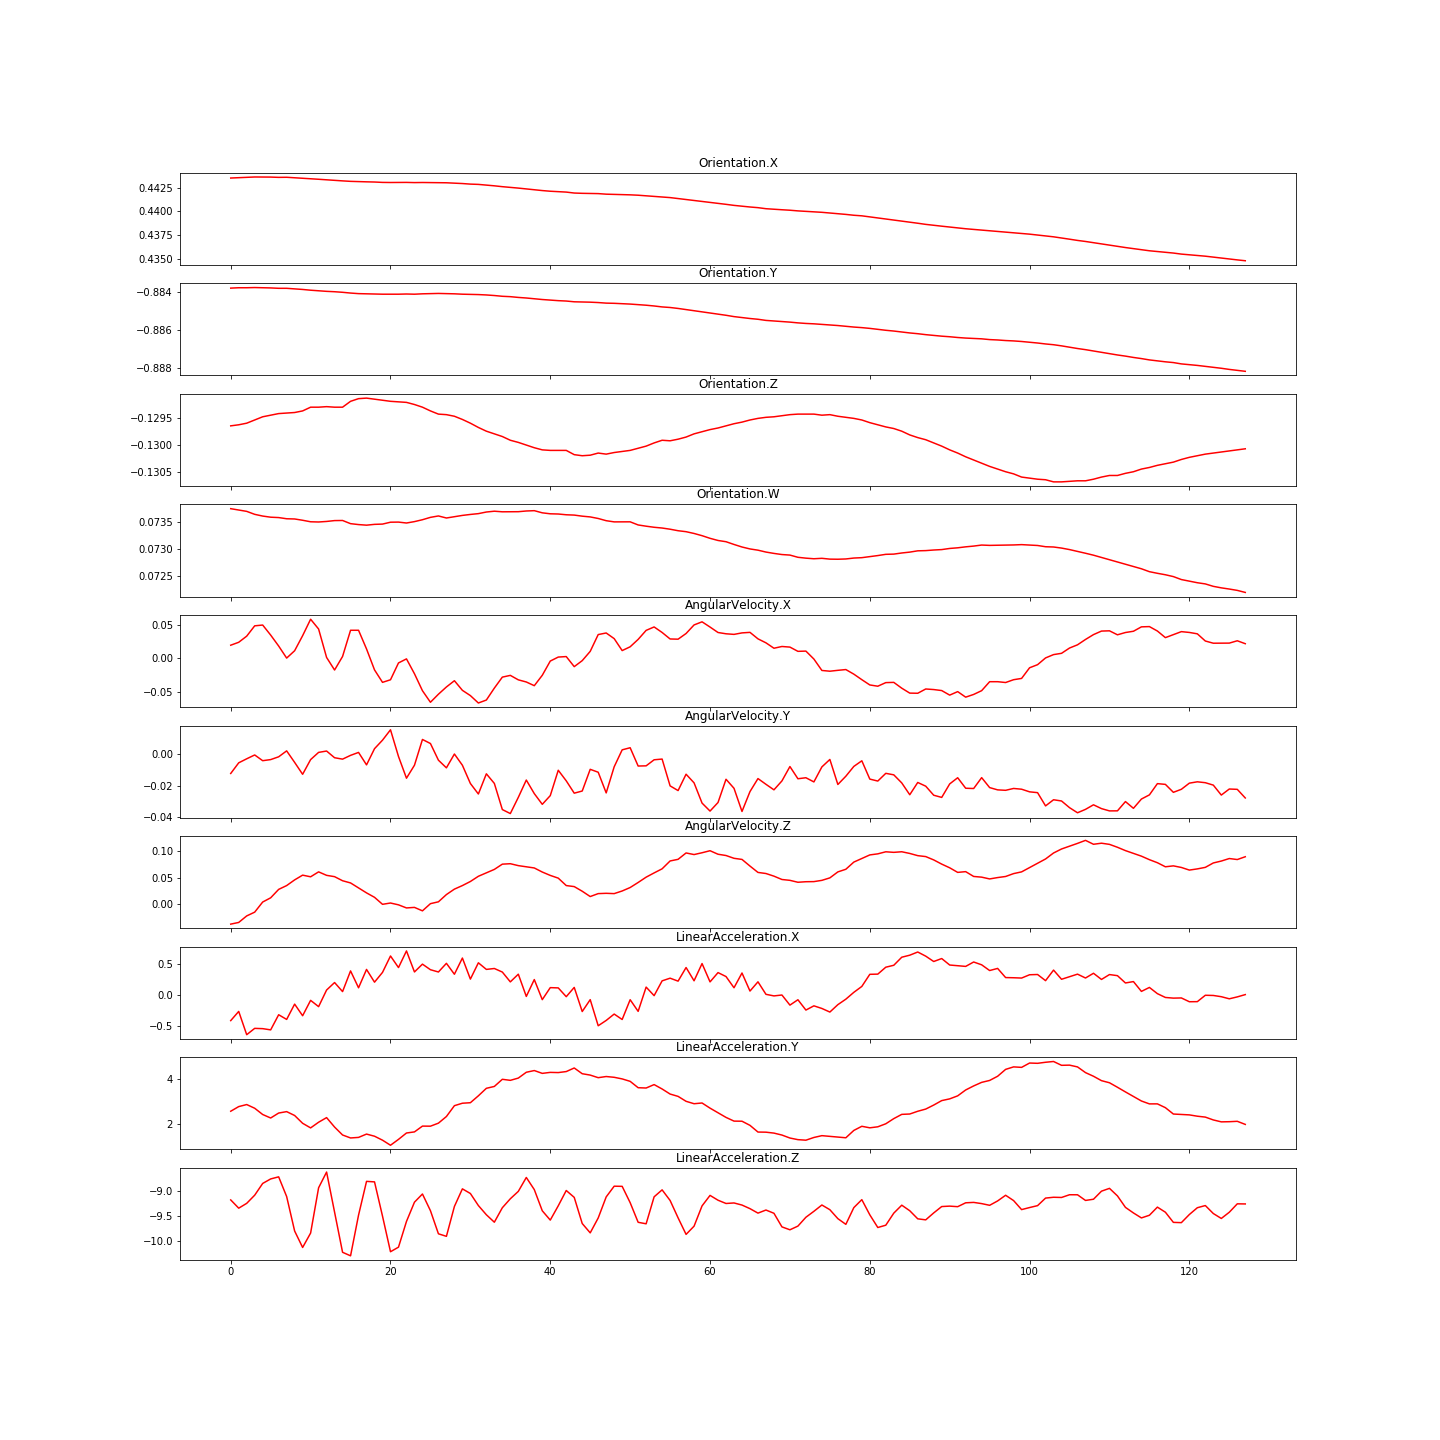 Orientation.X
0.4425
0.4400
0.4375
0.4350
Orientation.Y
−0.884
−0.886
−0.888
Orientation.Z
−0.1295
−0.1300
−0.1305
Orientation.W
0.0735
0.0730
0.0725
AngularVelocity.X
0.05
0.00
−0.05
AngularVelocity.Y
0.00
−0.02
−0.04
AngularVelocity.Z
0.10
0.05
0.00
LinearAcceleration.X
0.5
0.0
−0.5
LinearAcceleration.Y
4
2
LinearAcceleration.Z
−9.0
−9.5
−10.0
0 20 40 60 80 100 120